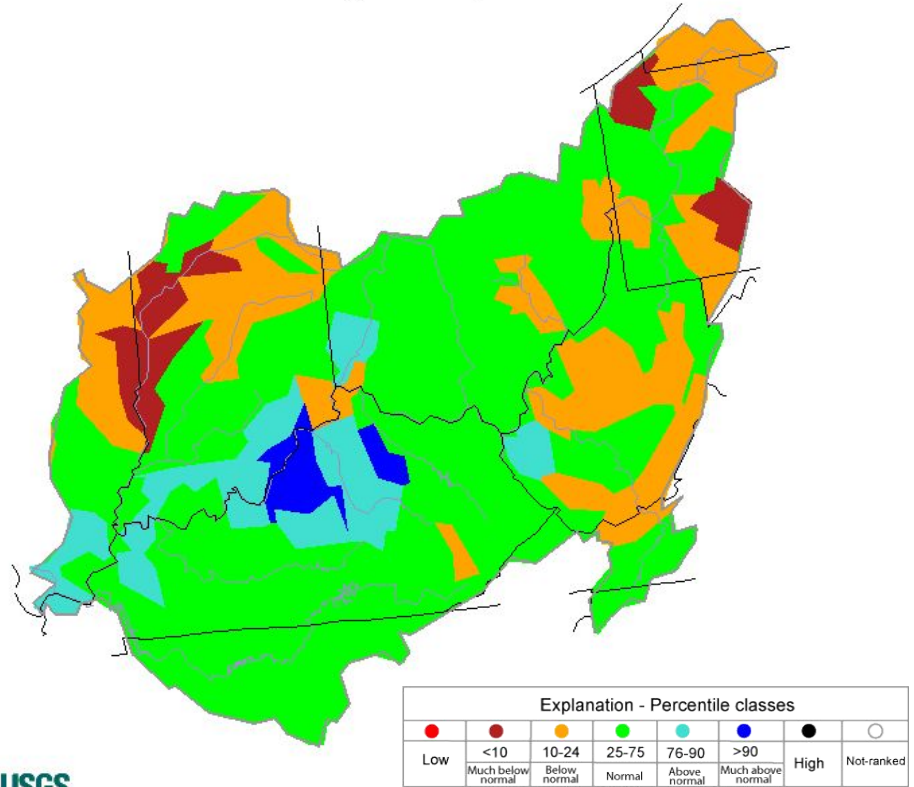 Explanation - Percentile classes
Low <10 10-24 25-75 76-90 >90 High Not-ranked
Much below normal Below normal Normal Above normal Much above normal
USGS